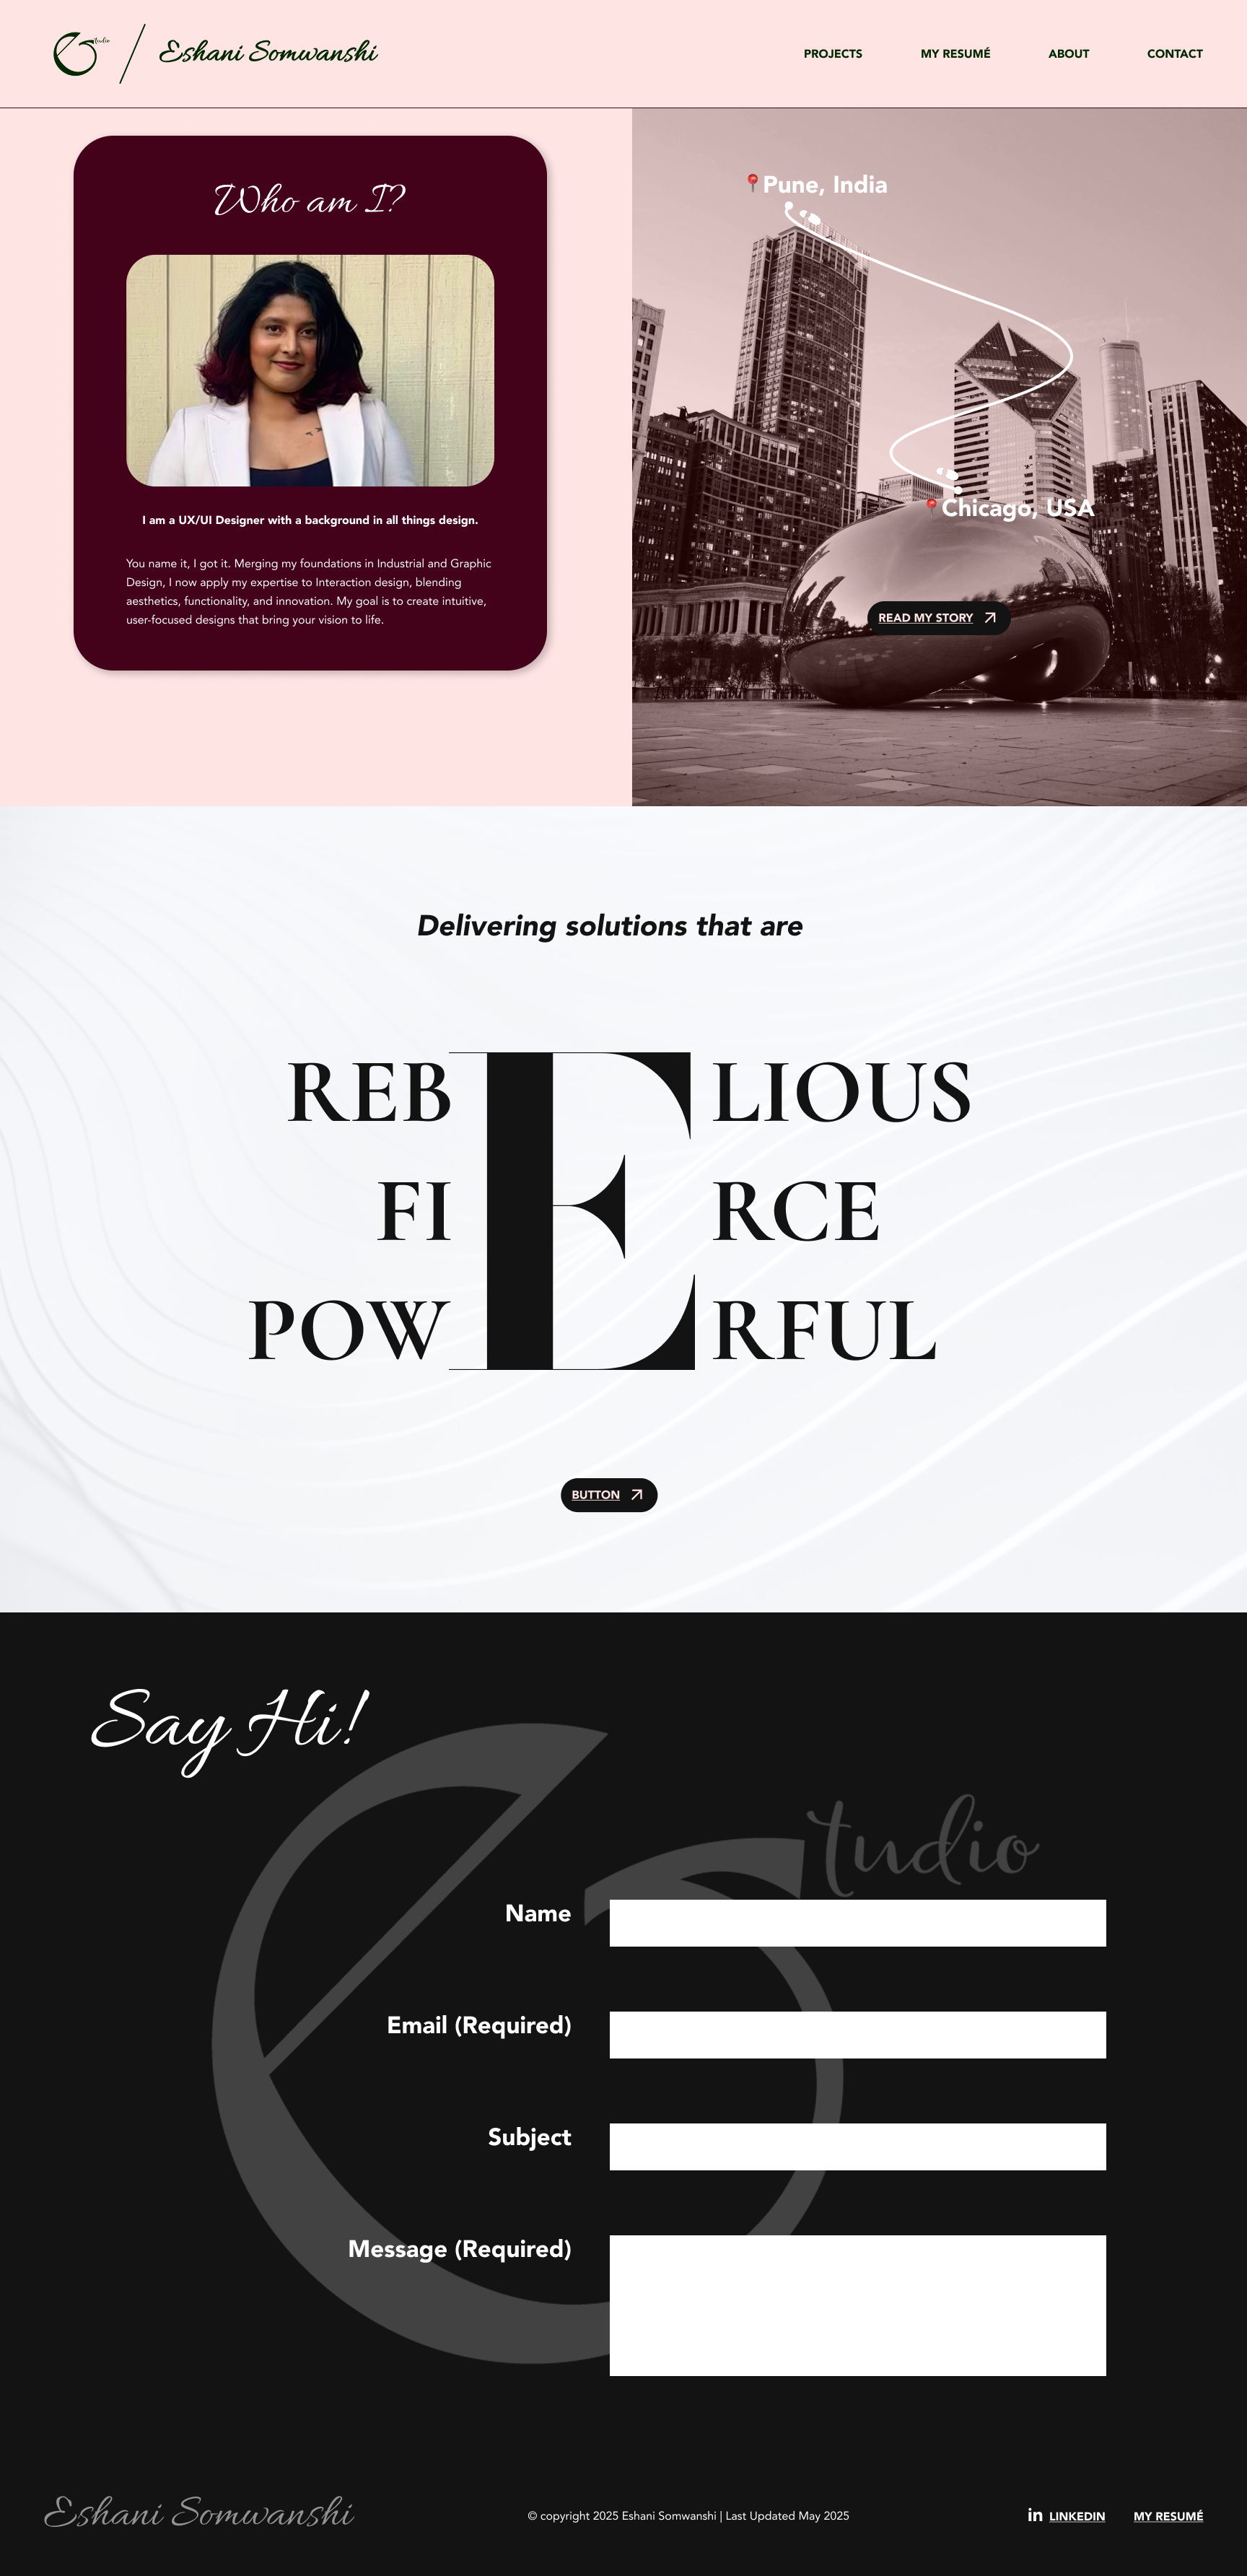 tudio
Eshani Somwanshi
PROJECTS
MY RESUMÉ
ABOUT
CONTACT
Who am I?
I am a UX/UI Designer with a background in all things design.
You name it, I got it. Merging my foundations in Industrial and Graphic
Design, I now apply my expertise to Interaction design, blending
aesthetics, functionality, and innovation. My goal is to create intuitive,
user-focused designs that bring your vision to life.
Pune, India
Chicago, USA
READ MY STORY
Delivering solutions that are
REBELIOUS
FIERCE
POWERFUL
BUTTON
Say Hi!
tudio
Name
Email (Required)
Subject
Message (Required)
Eshani Somwanshi
© copyright 2025 Eshani Somwanshi | Last Updated May 2025
in LINKEDIN
MY RESUMÉ